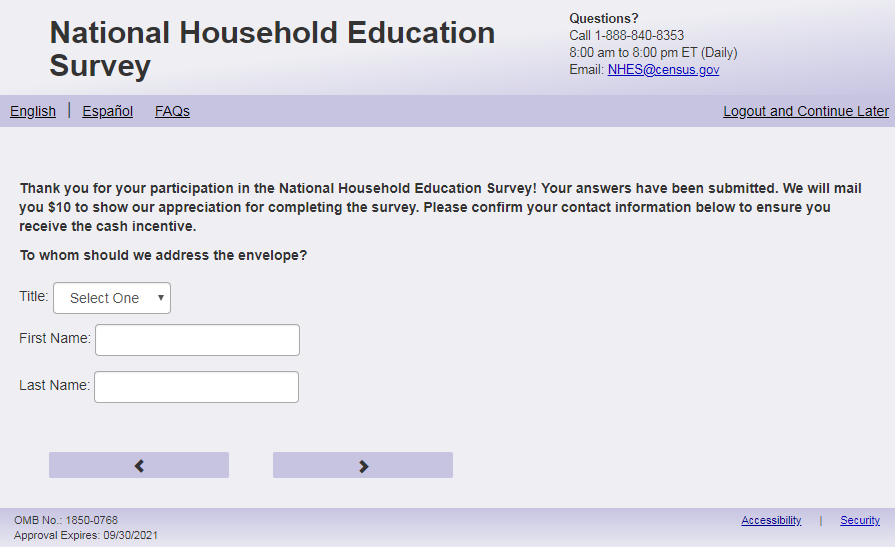 National Household Education
Survey
Questions?
Call 1-888-840-8353
8:00 am to 8:00 pm ET (Daily)
Email: NHES@census.gov
English | Español FAQs Logout and Continue Later
Thank you for your participation in the National Household Education Survey! Your answers have been submitted. We will mail
you $10 to show our appreciation for completing the survey. Please confirm your contact information below to ensure you
receive the cash incentive.
To whom should we address the envelope?
Title: Select One
First Name:
Last Name:
OMB No.: 1850-0768
Approval Expires: 09/30/2021
Accessibility | Security